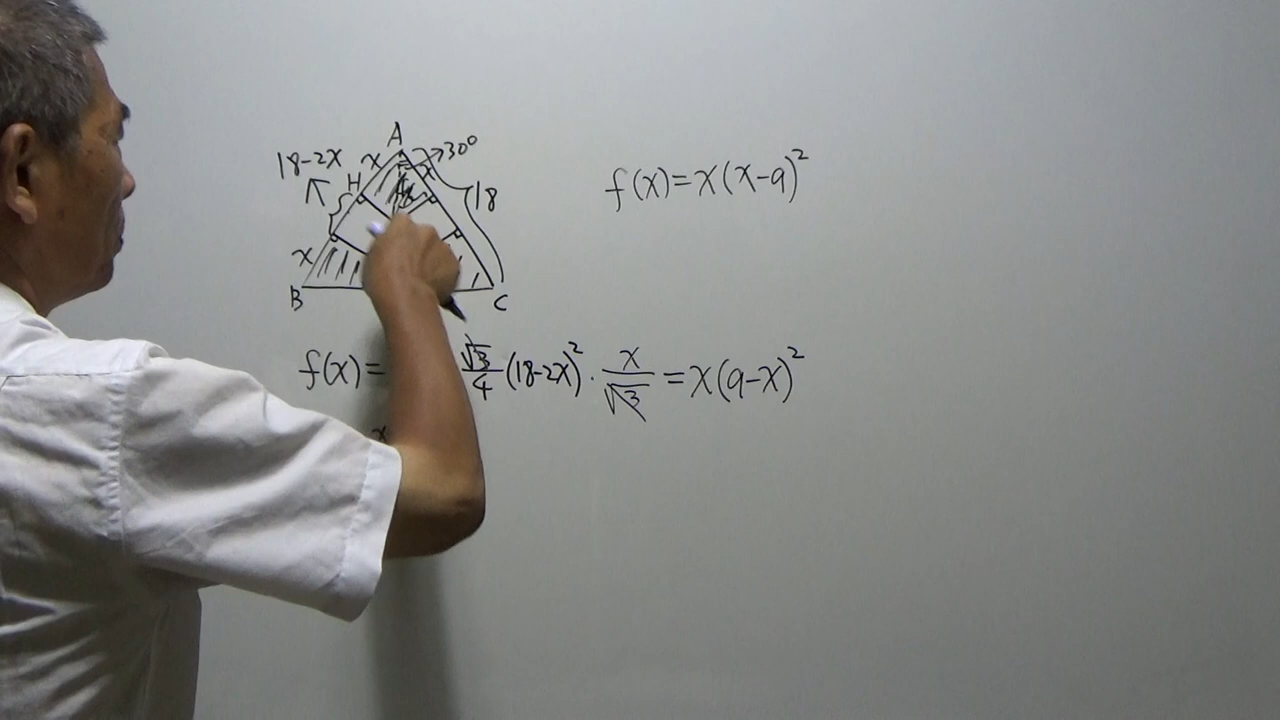 A
30°
18-2x
x
x
H
18
x
B
C
f(x)=x(x-9)²
f(x)= √3/4 (18-2x)² · x/√3 = x(9-x)²